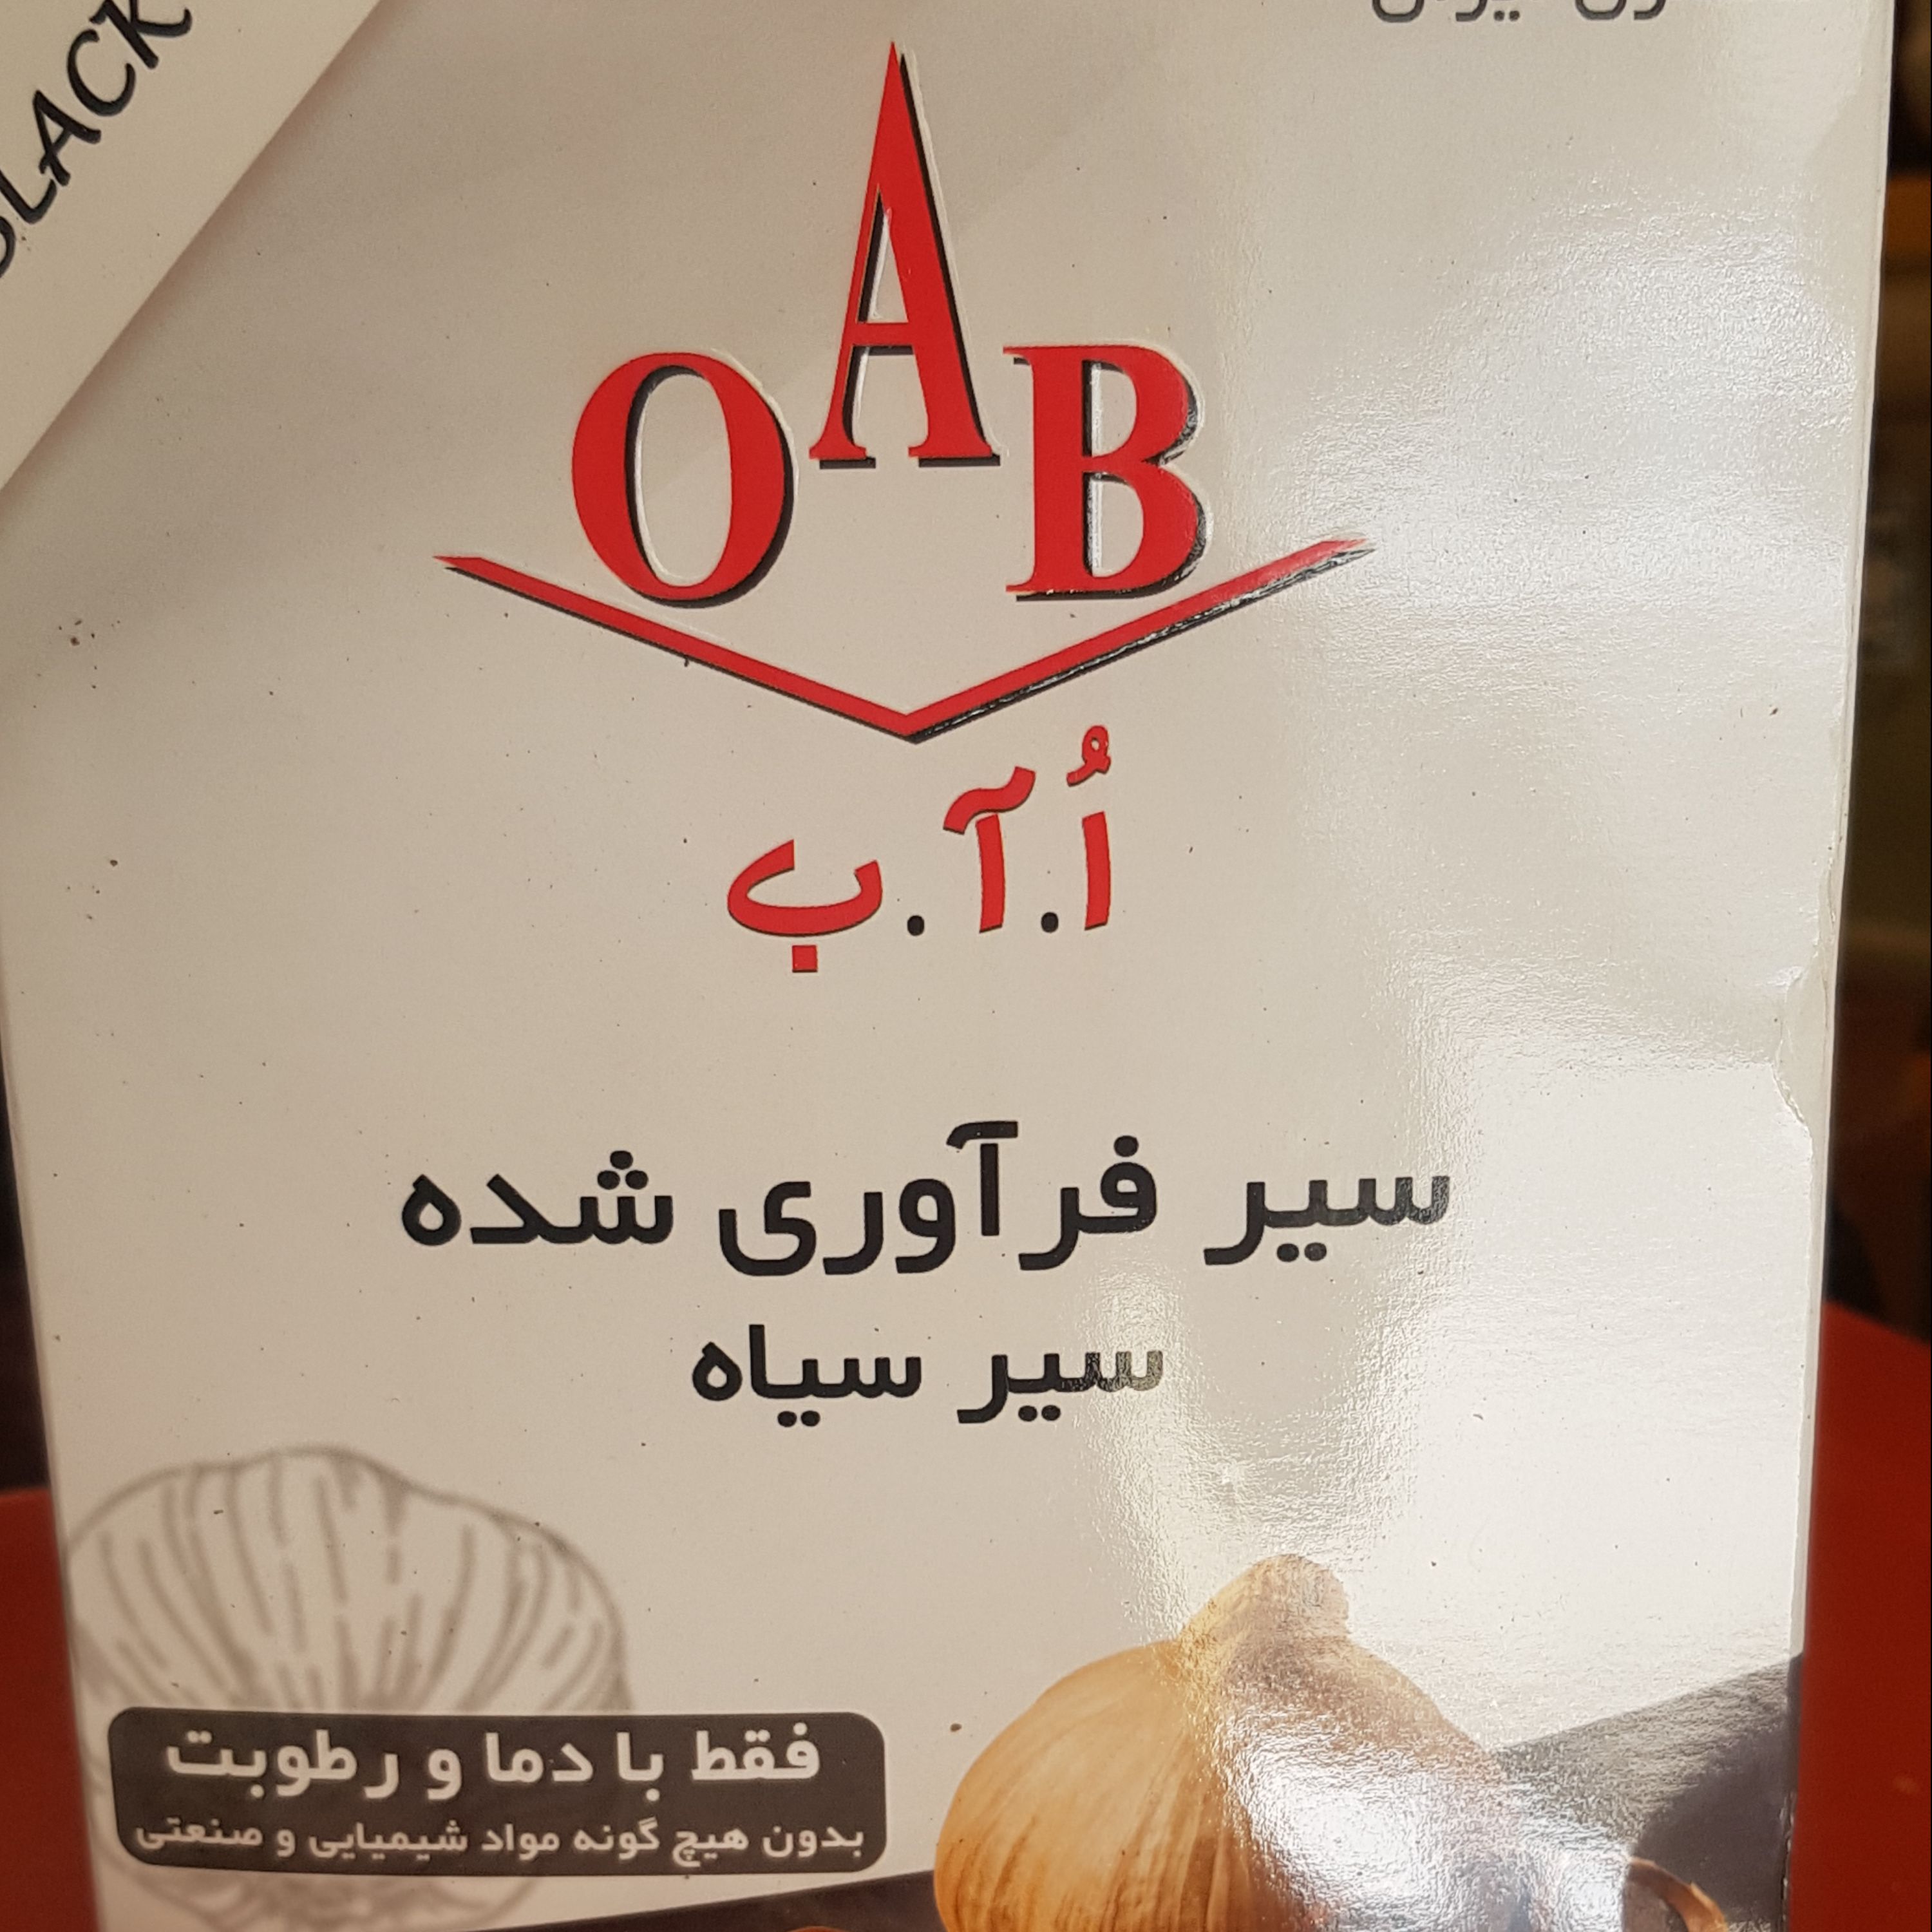 BLACK
OAB
اُ.آ.ب
سیر فرآوری شده
سیر سیاه
فقط با دما و رطوبت
بدون هیچ گونه مواد شیمیایی و صنعتی